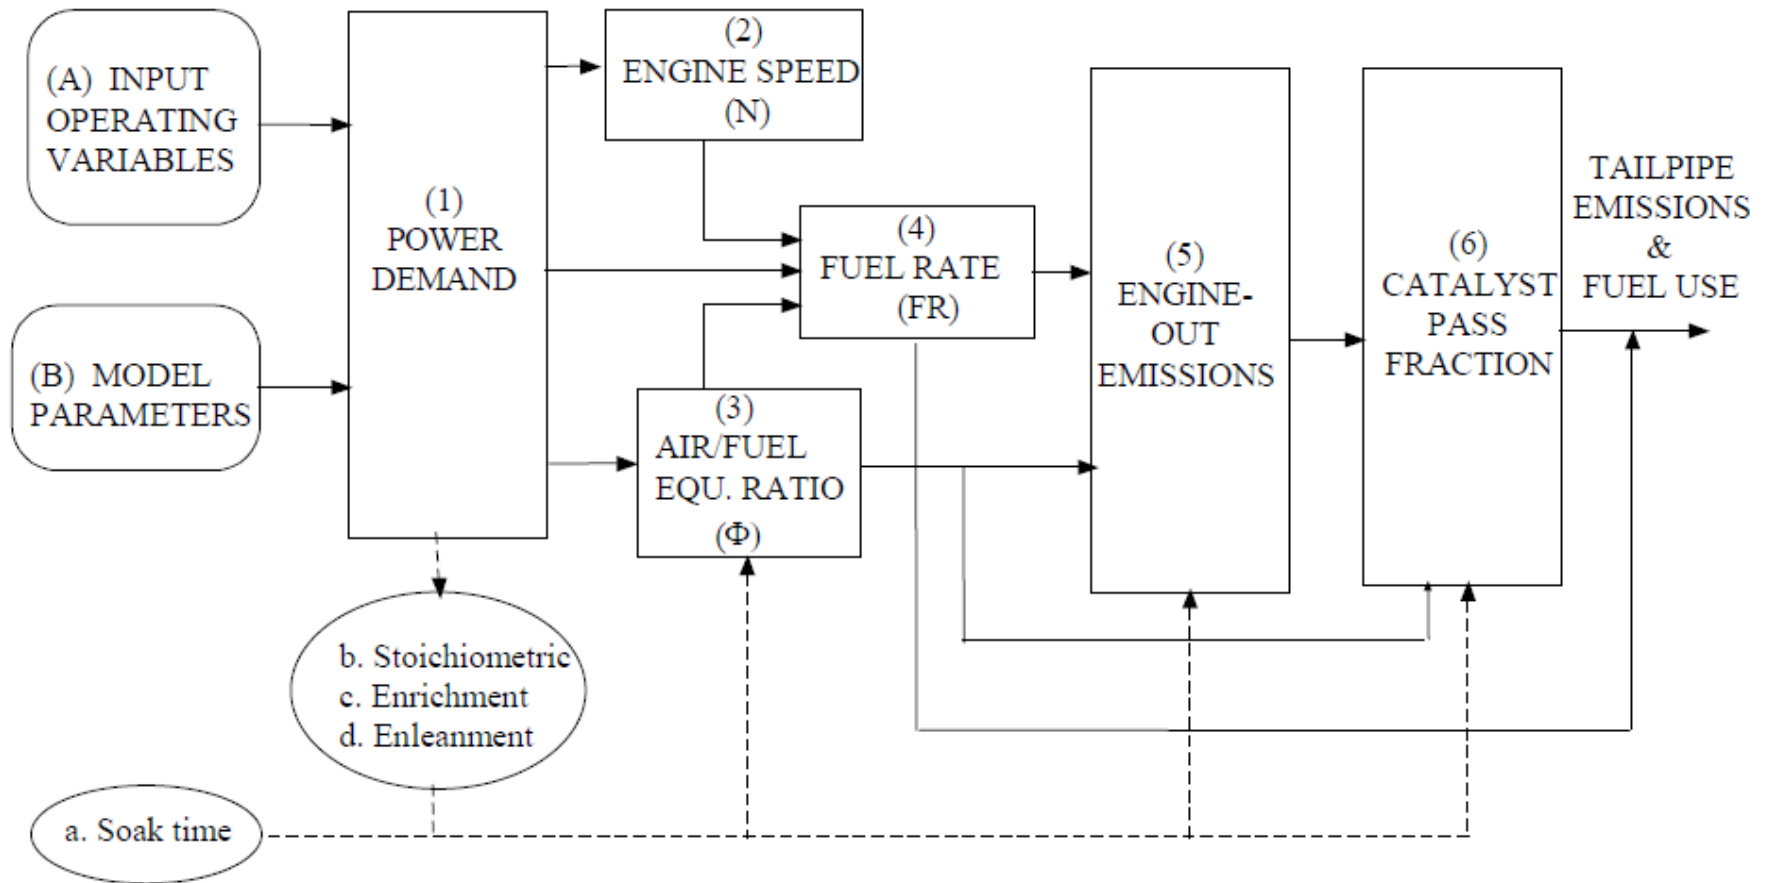 (A) INPUT
OPERATING
VARIABLES
(B) MODEL
PARAMETERS
(1)
POWER
DEMAND
(2)
ENGINE SPEED
(N)
(4)
FUEL RATE
(FR)
(3)
AIR/FUEL
EQU. RATIO
(Φ)
(5)
ENGINE-
OUT
EMISSIONS
(6)
CATALYST
PASS
FRACTION
TAILPIPE
EMISSIONS
&
FUEL USE
b. Stoichiometric
c. Enrichment
d. Enleanment
a. Soak time